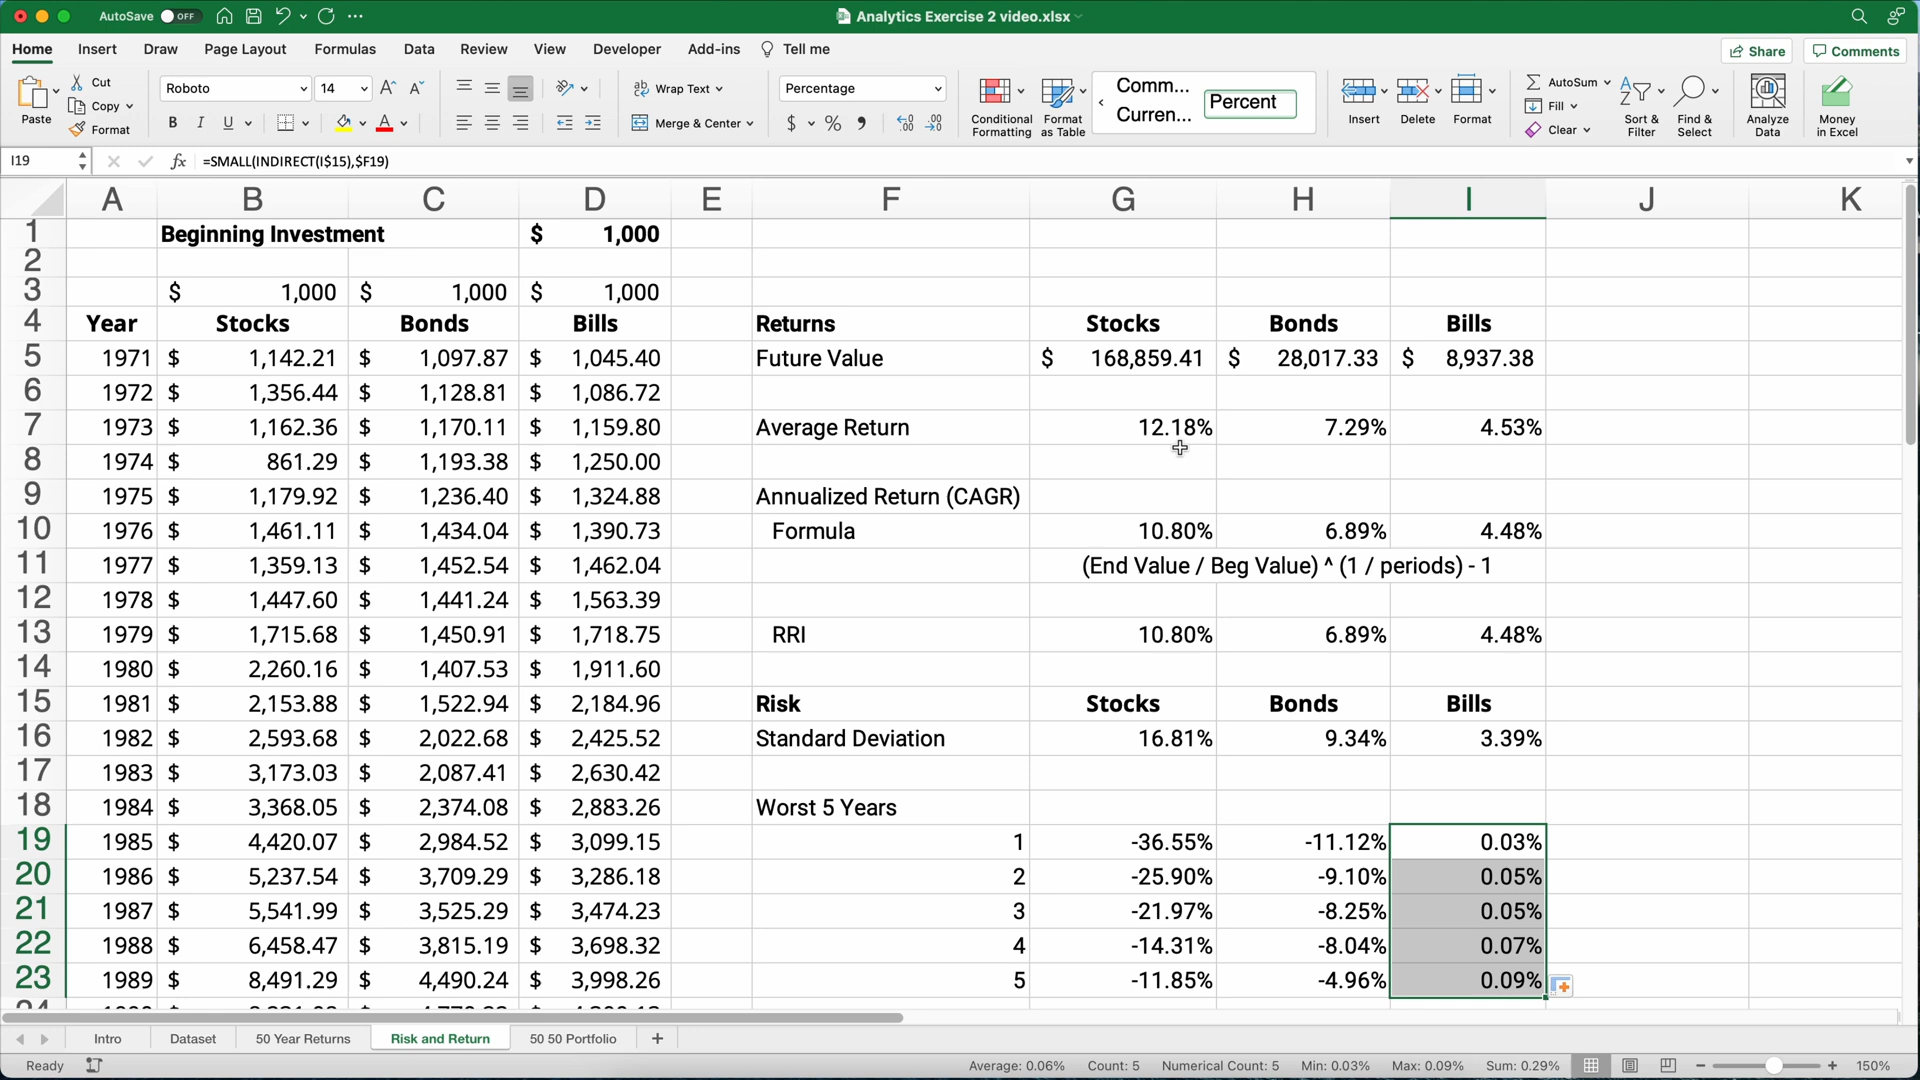 AutoSave OFF Analytics Exercise 2 video.xlsx
Home Insert Draw Page Layout Formulas Data Review View Developer Add-ins Tell me Share Comments
Paste Cut Copy Format Roboto 14 Wrap Text Merge & Center Percentage Conditional Formatting Format as Table Comm... Curren... Percent Insert Delete Format AutoSum Fill Clear Sort & Filter Find & Select Analyze Data Money in Excel
I19 fx =SMALL(INDIRECT(I$15),$F19)
A B C D E F G H I J K
1 Beginning Investment $ 1,000
2
3 $ 1,000 $ 1,000 $ 1,000
4 Year Stocks Bonds Bills Returns Stocks Bonds Bills
5 1971 $ 1,142.21 $ 1,097.87 $ 1,045.40 Future Value $ 168,859.41 $ 28,017.33 $ 8,937.38
6 1972 $ 1,356.44 $ 1,128.81 $ 1,086.72
7 1973 $ 1,162.36 $ 1,170.11 $ 1,159.80 Average Return 12.18% 7.29% 4.53%
8 1974 $ 861.29 $ 1,193.38 $ 1,250.00
9 1975 $ 1,179.92 $ 1,236.40 $ 1,324.88 Annualized Return (CAGR)
10 1976 $ 1,461.11 $ 1,434.04 $ 1,390.73 Formula 10.80% 6.89% 4.48%
11 1977 $ 1,359.13 $ 1,452.54 $ 1,462.04 (End Value / Beg Value) ^ (1 / periods) - 1
12 1978 $ 1,447.60 $ 1,441.24 $ 1,563.39
13 1979 $ 1,715.68 $ 1,450.91 $ 1,718.75 RRI 10.80% 6.89% 4.48%
14 1980 $ 2,260.16 $ 1,407.53 $ 1,911.60
15 1981 $ 2,153.88 $ 1,522.94 $ 2,184.96 Risk Stocks Bonds Bills
16 1982 $ 2,593.68 $ 2,022.68 $ 2,425.52 Standard Deviation 16.81% 9.34% 3.39%
17 1983 $ 3,173.03 $ 2,087.41 $ 2,630.42
18 1984 $ 3,368.05 $ 2,374.08 $ 2,883.26 Worst 5 Years
19 1985 $ 4,420.07 $ 2,984.52 $ 3,099.15 1 -36.55% -11.12% 0.03%
20 1986 $ 5,237.54 $ 3,709.29 $ 3,286.18 2 -25.90% -9.10% 0.05%
21 1987 $ 5,541.99 $ 3,525.29 $ 3,474.23 3 -21.97% -8.25% 0.05%
22 1988 $ 6,458.47 $ 3,815.19 $ 3,698.32 4 -14.31% -8.04% 0.07%
23 1989 $ 8,491.29 $ 4,490.24 $ 3,998.26 5 -11.85% -4.96% 0.09%
Intro Dataset 50 Year Returns Risk and Return 50 50 Portfolio +
Ready Average: 0.06% Count: 5 Numerical Count: 5 Min: 0.03% Max: 0.09% Sum: 0.29% 150%